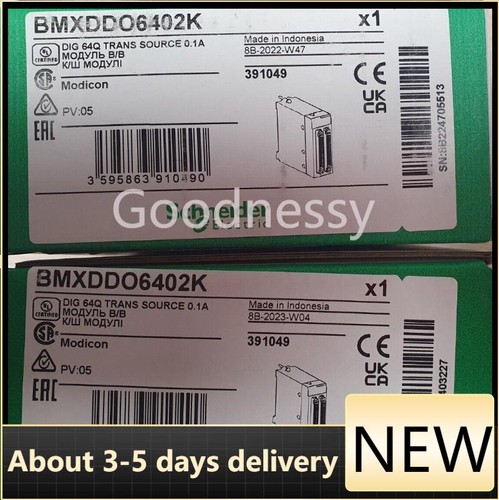 BMXDDO6402K x1
DIG 64Q TRANS SOURCE 0.1A
МОДУЛЬ В/В
К/Ш МОДУЛІ
Made in Indonesia
8B-2022-W47
Modicon
391049
CE
UK
CA
PV:05
EAC
3 595863 910490
SN:8B224705513
Schneider
Electric
Goodnessy
BMXDDO6402K x1
DIG 64Q TRANS SOURCE 0.1A
МОДУЛЬ В/В
К/Ш МОДУЛІ
Made in Indonesia
8B-2023-W04
Modicon
391049
CE
UK
CA
PV:05
EAC
403227
About 3-5 days delivery
NEW